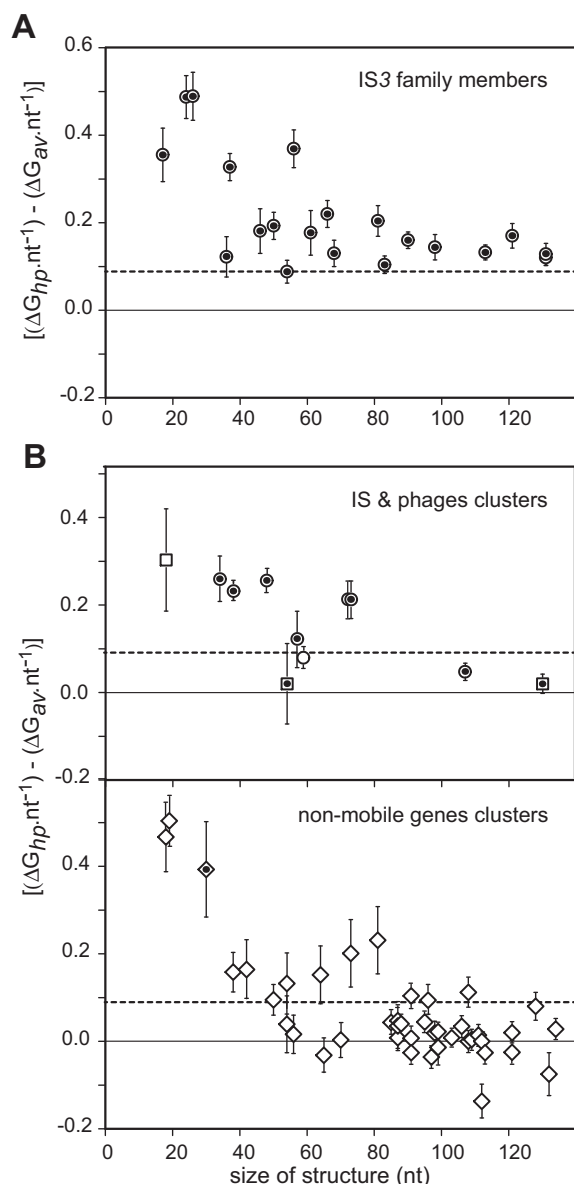 A
0.6
IS3 family members
0.4
0.2
0.0
-0.2
[(ΔGhp·nt-1) - (ΔGav·nt-1)]
0 20 40 60 80 100 120
B
IS & phages clusters
0.4
0.2
0.0
-0.2
non-mobile genes clusters
0.4
0.2
0.0
-0.2
[(ΔGhp·nt-1) - (ΔGav·nt-1)]
0 20 40 60 80 100 120
size of structure (nt)